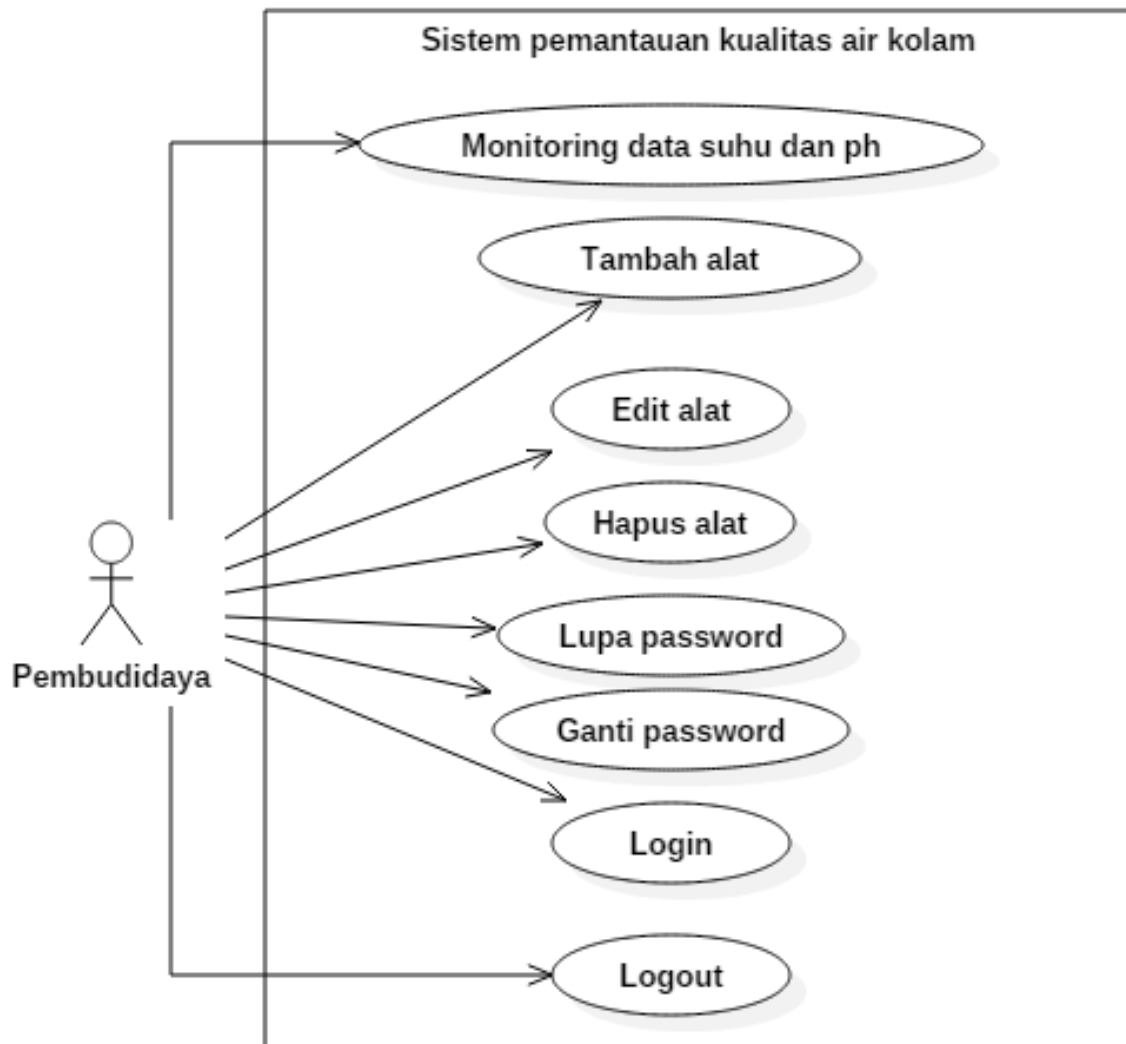 Sistem pemantauan kualitas air kolam
Monitoring data suhu dan ph
Tambah alat
Edit alat
Hapus alat
Lupa password
Pembudidaya
Ganti password
Login
Logout